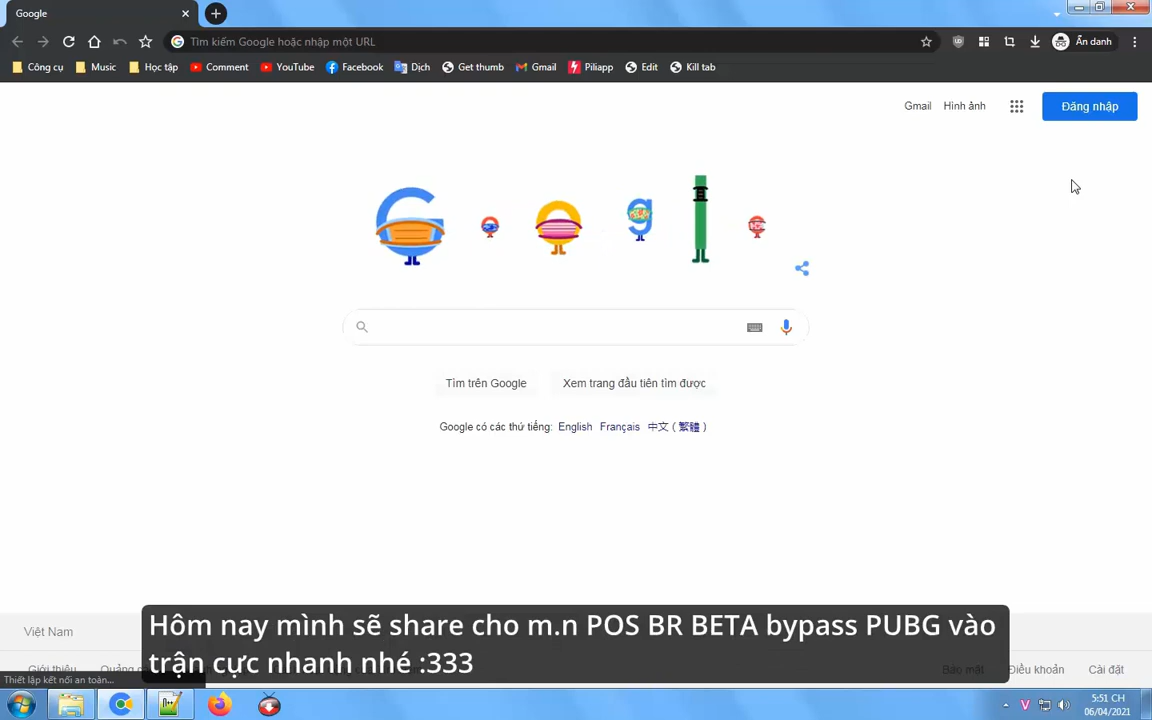 Google
Tìm kiếm Google hoặc nhập một URL
Ẩn danh
Công cụ
Music
Học tập
Comment
YouTube
Facebook
Dịch
Get thumb
Gmail
Piliapp
Edit
Kill tab
Gmail
Hình ảnh
Đăng nhập
Tìm trên Google
Xem trang đầu tiên tìm được
Google có các thứ tiếng: English Français 中文 (繁體)
Hôm nay mình sẽ share cho m.n POS BR BETA bypass PUBG vào
trận cực nhanh nhé :333
Việt Nam
Giới thiệu
Bảo mật
Điều khoản
Cài đặt
Thiết lập kết nối an toàn...
5:51 CH
06/04/2021